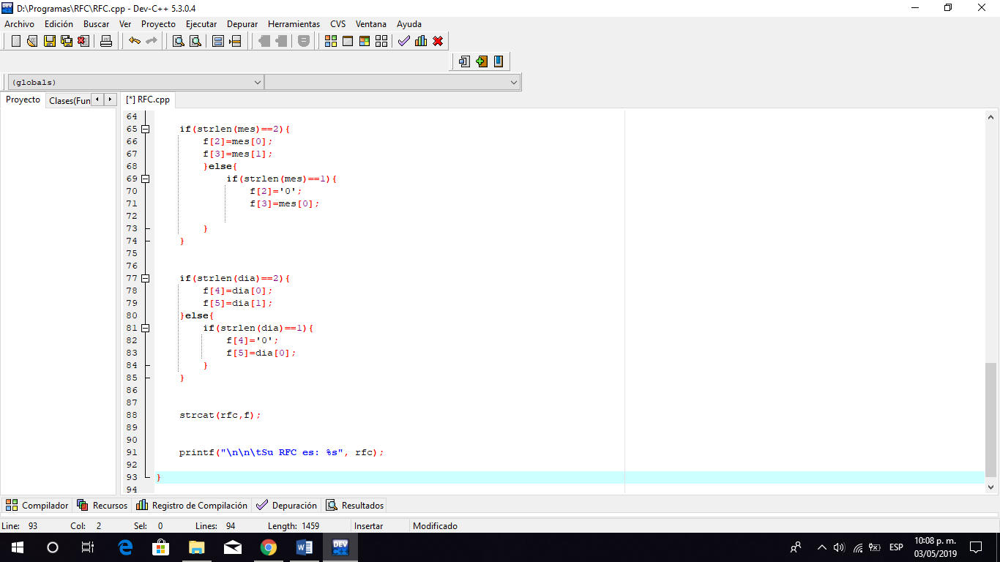 D:\Programas\RFC\RFC.cpp - Dev-C++ 5.3.0.4
Archivo Edición Buscar Ver Proyecto Ejecutar Depurar Herramientas CVS Ventana Ayuda
(globals)
Proyecto Clases(Fun [*] RFC.cpp
64
65 if(strlen(mes)==2){
66 f[2]=mes[0];
67 f[3]=mes[1];
68 }else{
69 if(strlen(mes)==1){
70 f[2]='0';
71 f[3]=mes[0];
72
73 }
74 }
75
76
77 if(strlen(dia)==2){
78 f[4]=dia[0];
79 f[5]=dia[1];
80 }else{
81 if(strlen(dia)==1){
82 f[4]='0';
83 f[5]=dia[0];
84 }
85 }
86
87
88 strcat(rfc,f);
89
90
91 printf("\n\n\tSu RFC es: %s", rfc);
92
93 }
94
Compilador Recursos Registro de Compilación Depuración Resultados
Line: 93 Col: 2 Sel: 0 Lines: 94 Length: 1459 Insertar Modificado
DEV C++ ESP 10:08 p. m.
03/05/2019